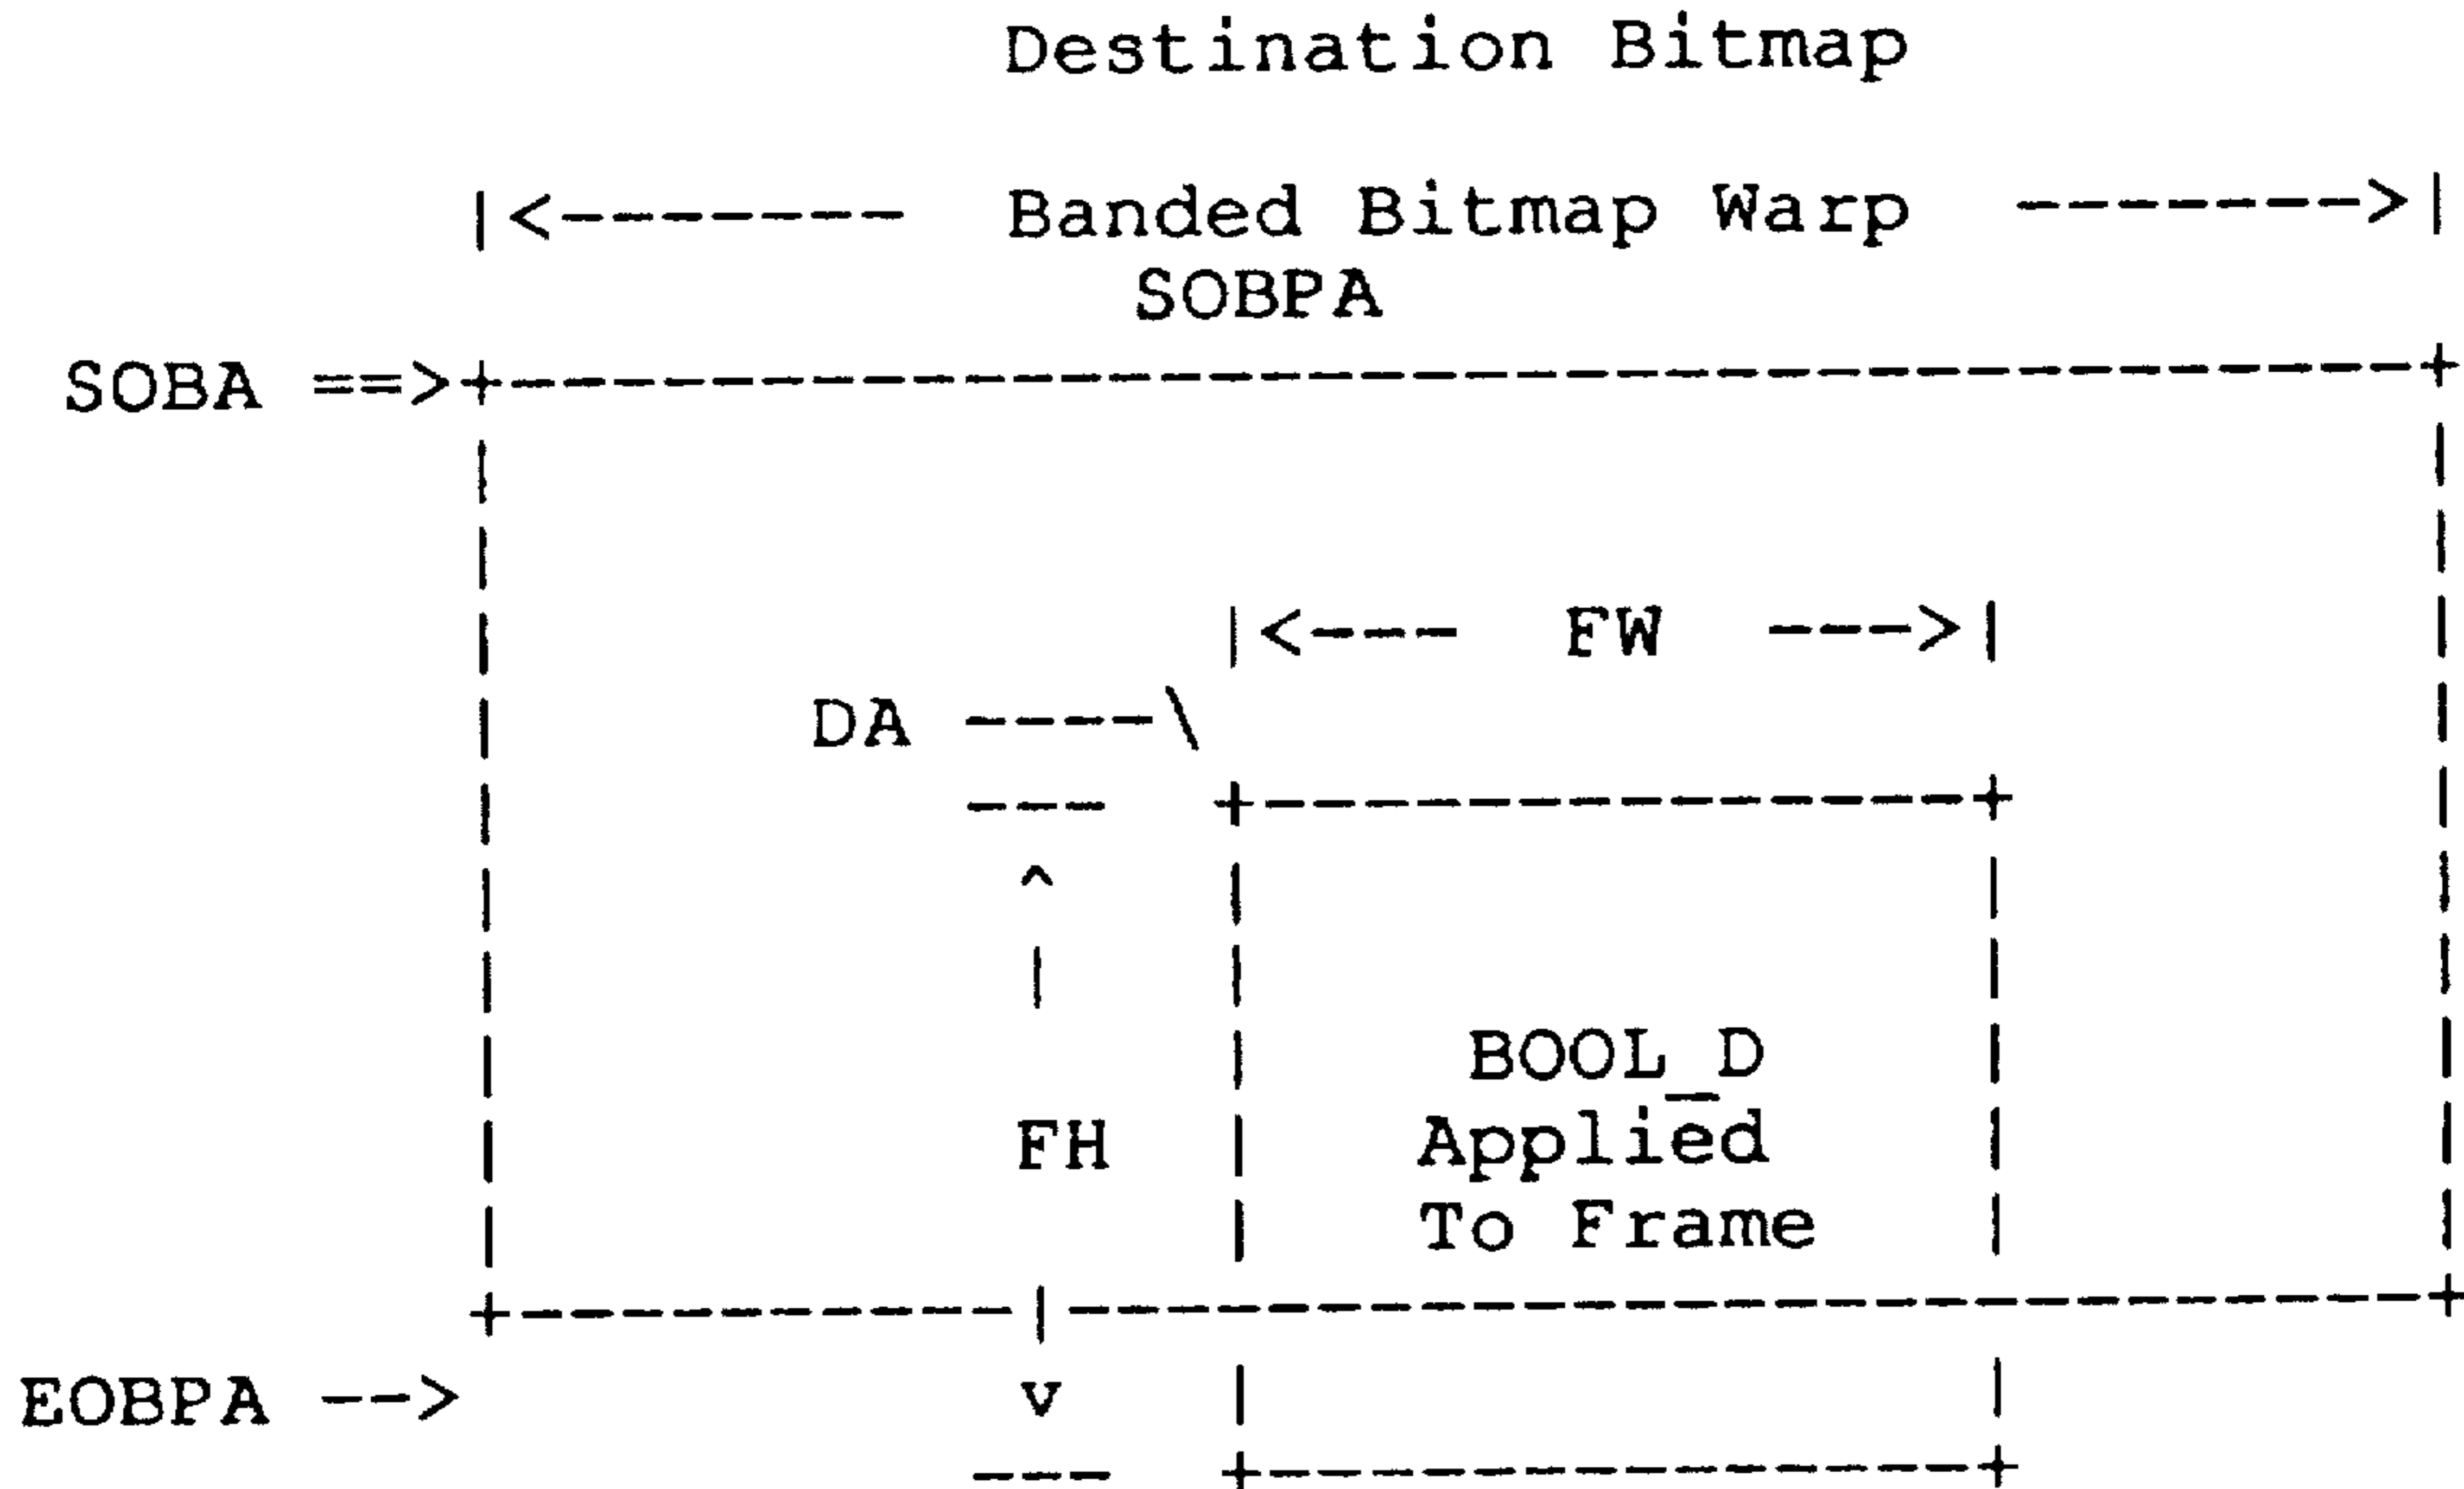 Destination Bitmap
|<------- Banded Bitmap Warp ------->|
SOBPA
SOBA ==>+--------------------------------------+
|<--- FW --->|
DA ----\
--- +--------------+
^
|
FH
BOOL_D
Applied
To Frame
+----------|---------------------------+
EOBPA --> v
--- +--------------+